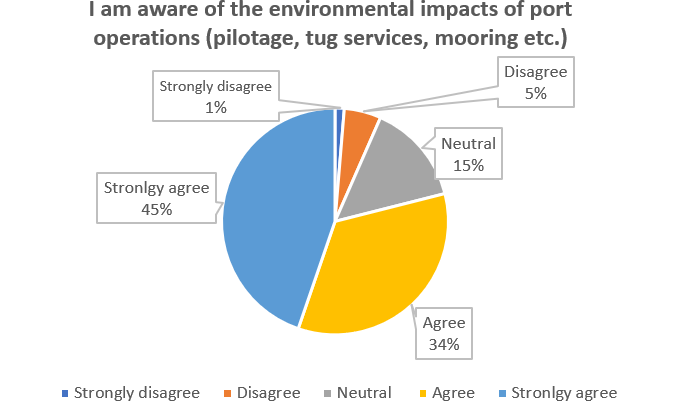 I am aware of the environmental impacts of port
operations (pilotage, tug services, mooring etc.)
Strongly disagree
1%
Disagree
5%
Neutral
15%
Stronlgy agree
45%
Agree
34%
Strongly disagree
Disagree
Neutral
Agree
Stronlgy agree